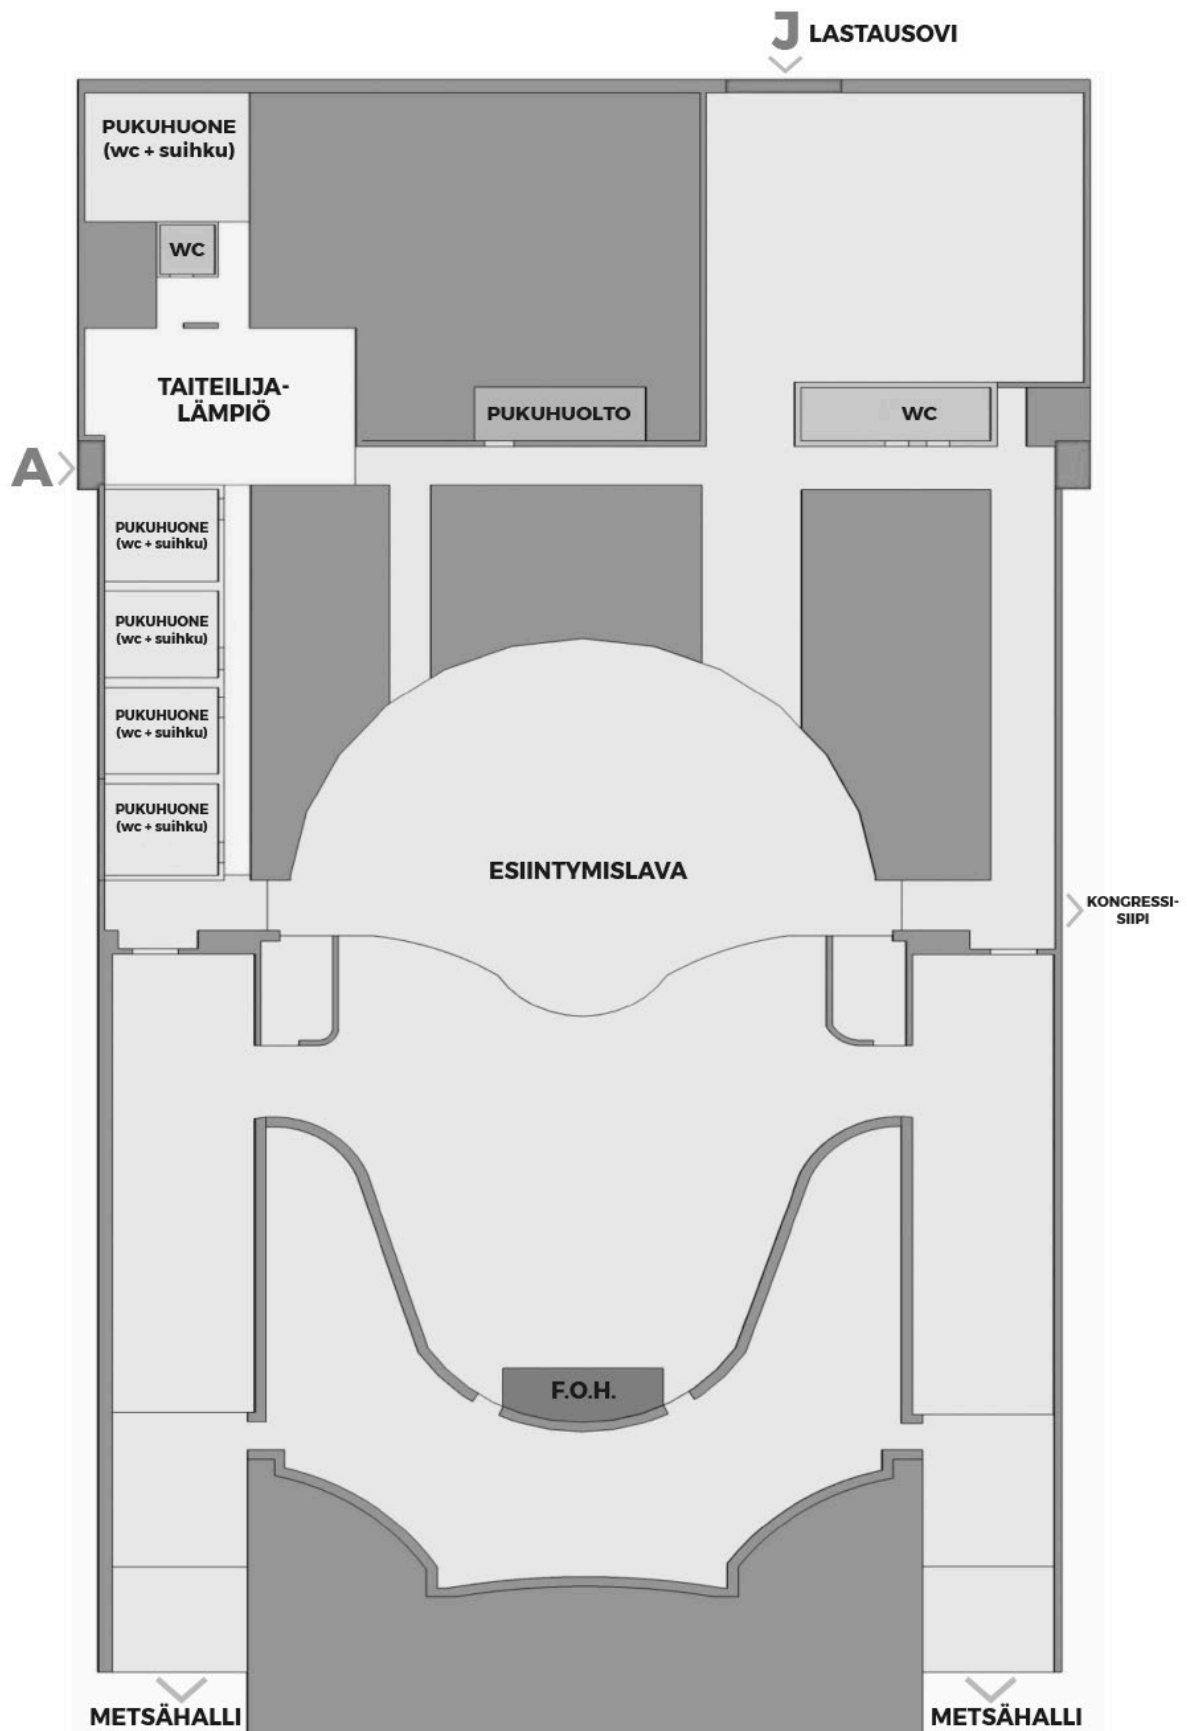 J LASTAUSOVI
PUKUHUONE
(wc + suihku)
WC
TAITEILIJA-
LÄMPIÖ
PUKUHUOLTO
WC
A
PUKUHUONE
(wc + suihku)
PUKUHUONE
(wc + suihku)
PUKUHUONE
(wc + suihku)
PUKUHUONE
(wc + suihku)
ESIINTYMISLAVA
KONGRESSI-
SIIPI
F.O.H.
METSÄHALLI
METSÄHALLI